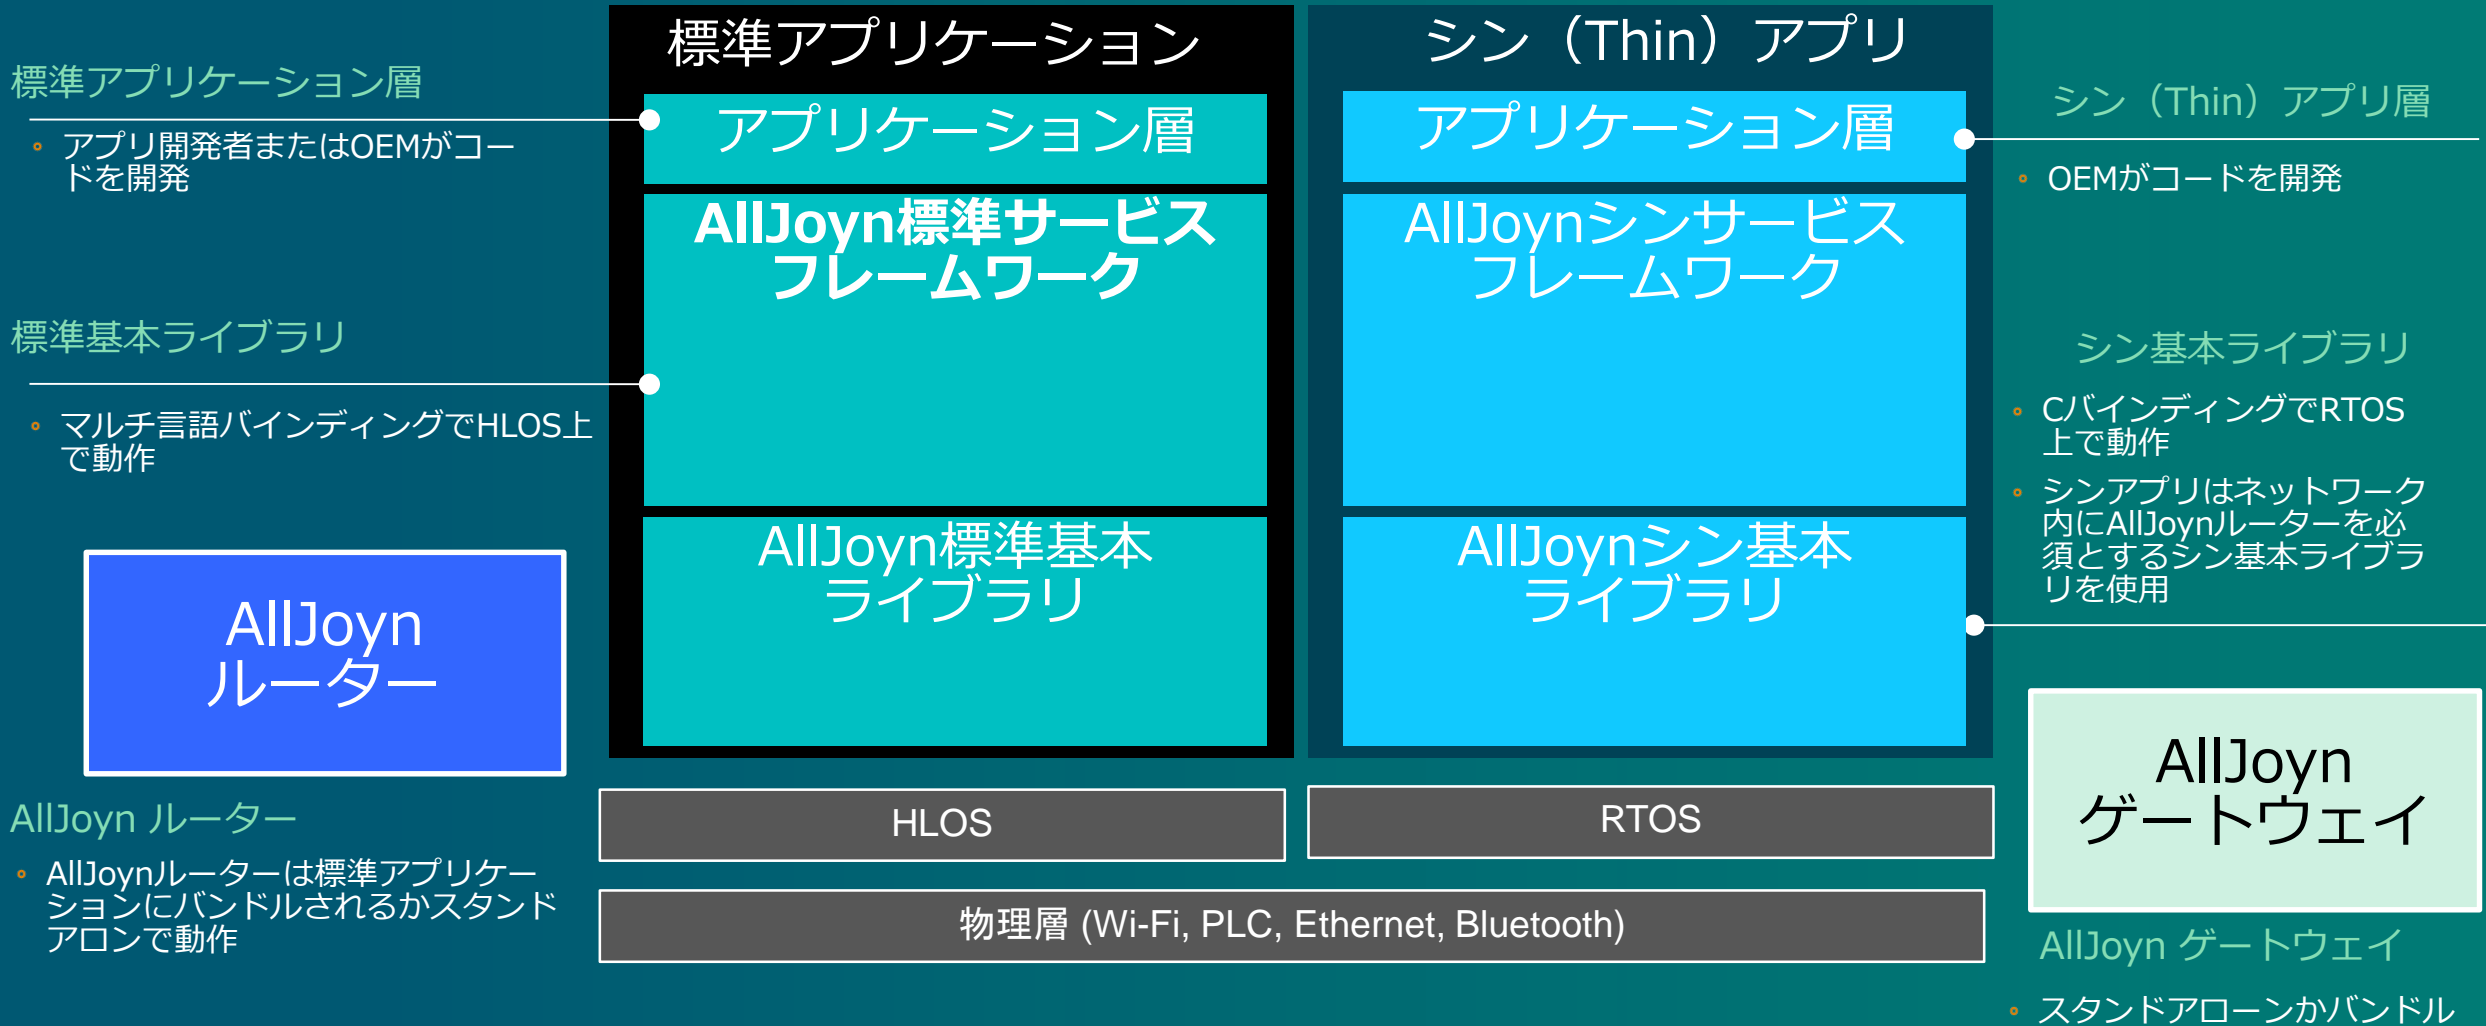 標準アプリケーション層
アプリ開発者またはOEMがコー
ドを開発
標準基本ライブラリ
マルチ言語バインディングでHLOS上
で動作
AllJoyn
ルーター
AllJoyn ルーター
AllJoynルーターは標準アプリケー
ションにバンドルされるかスタンド
アロンで動作
標準アプリケーション
アプリケーション層
AllJoyn標準サービス
フレームワーク
AllJoyn標準基本
ライブラリ
シン（Thin）アプリ
アプリケーション層
AllJoynシンサービス
フレームワーク
AllJoynシン基本
ライブラリ
HLOS
RTOS
物理層 (Wi-Fi, PLC, Ethernet, Bluetooth)
シン（Thin）アプリ層
OEMがコードを開発
シン基本ライブラリ
CバインディングでRTOS
上で動作
シンアプリはネットワーク
内にAllJoynルーターを必
須とするシン基本ライブラ
リを使用
AllJoyn
ゲートウェイ
AllJoyn ゲートウェイ
スタンドアローンかバンドル